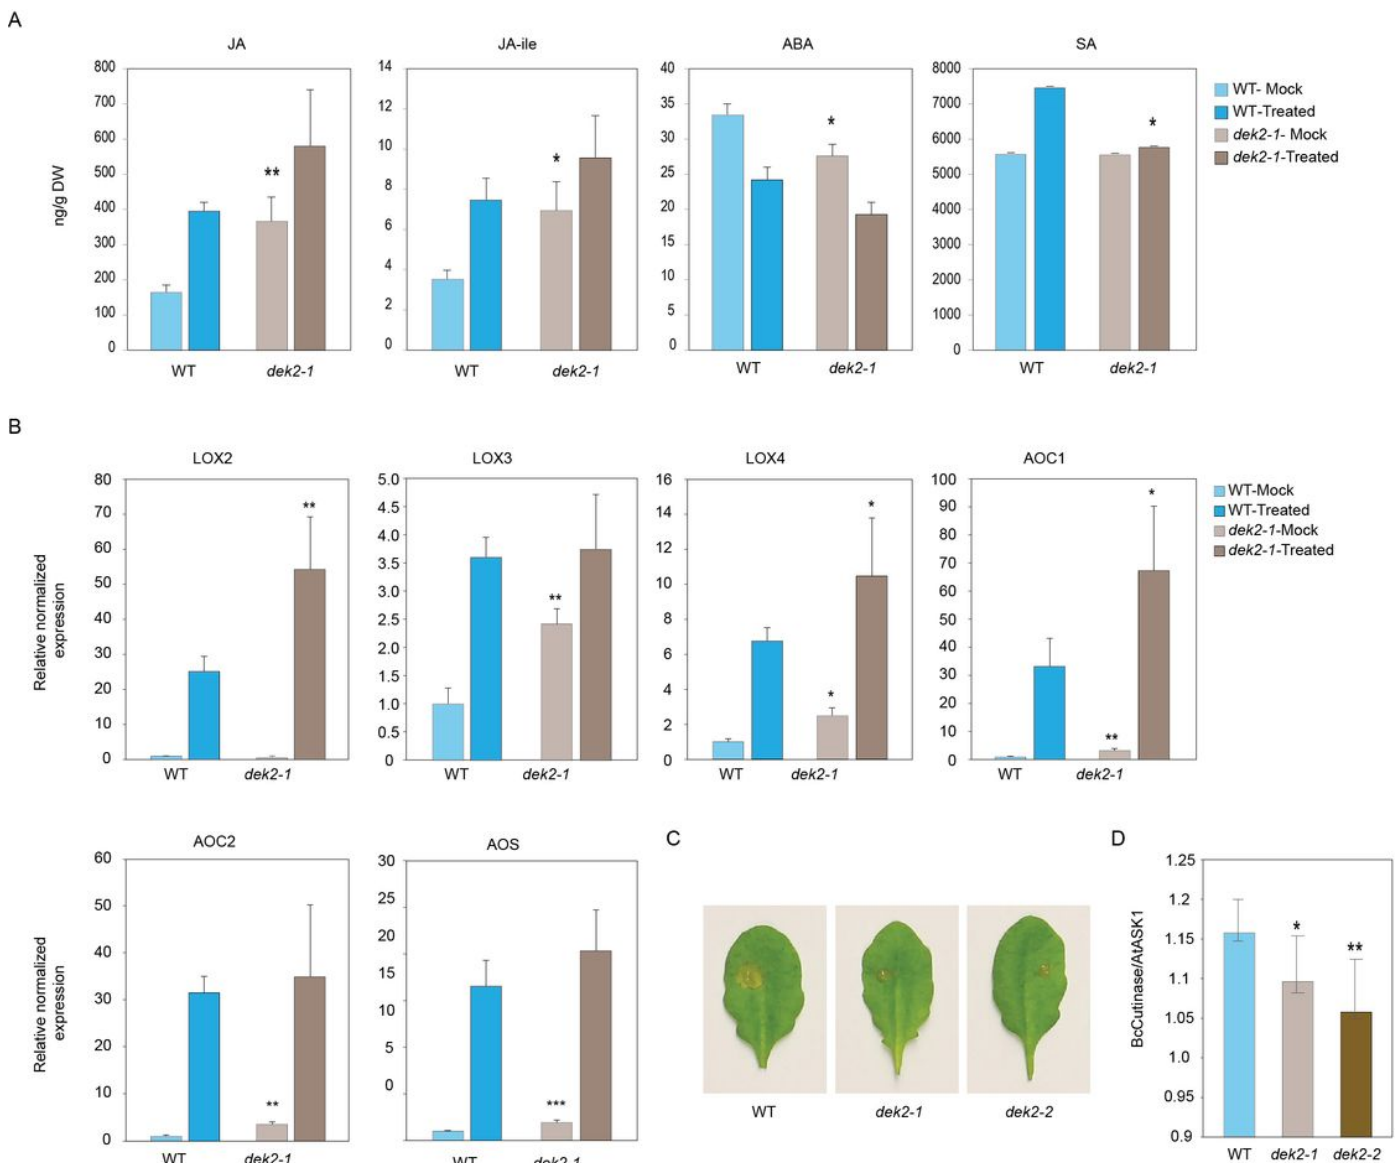 A
JA
JA-ile
ABA
SA
800
700
600
500
400
300
200
100
0
ng/g DW
WT
dek2-1
**
14
12
10
8
6
4
2
0
WT
dek2-1
*
40
35
30
25
20
15
10
5
0
WT
dek2-1
*
8000
7000
6000
5000
4000
3000
2000
1000
0
WT
dek2-1
*
WT- Mock
WT-Treated
dek2-1- Mock
dek2-1-Treated
B
LOX2
LOX3
LOX4
AOC1
80
70
60
50
40
30
20
10
0
Relative normalized
expression
WT
dek2-1
**
5.0
4.5
4.0
3.5
3.0
2.5
2.0
1.5
1.0
0.5
0
WT
dek2-1
**
16
14
12
10
8
6
4
2
0
WT
dek2-1
*
*
100
90
80
70
60
50
40
30
20
10
0
WT
dek2-1
**
*
WT-Mock
WT-Treated
dek2-1-Mock
dek2-1-Treated
AOC2
AOS
60
50
40
30
20
10
0
Relative normalized
expression
WT
dek2-1
**
30
25
20
15
10
5
0
WT
dek2-1
***
C
WT
dek2-1
dek2-2
D
1.25
1.2
1.15
1.1
1.05
1.0
0.95
0.9
BcCutinase/AtASK1
*
**
WT
dek2-1
dek2-2